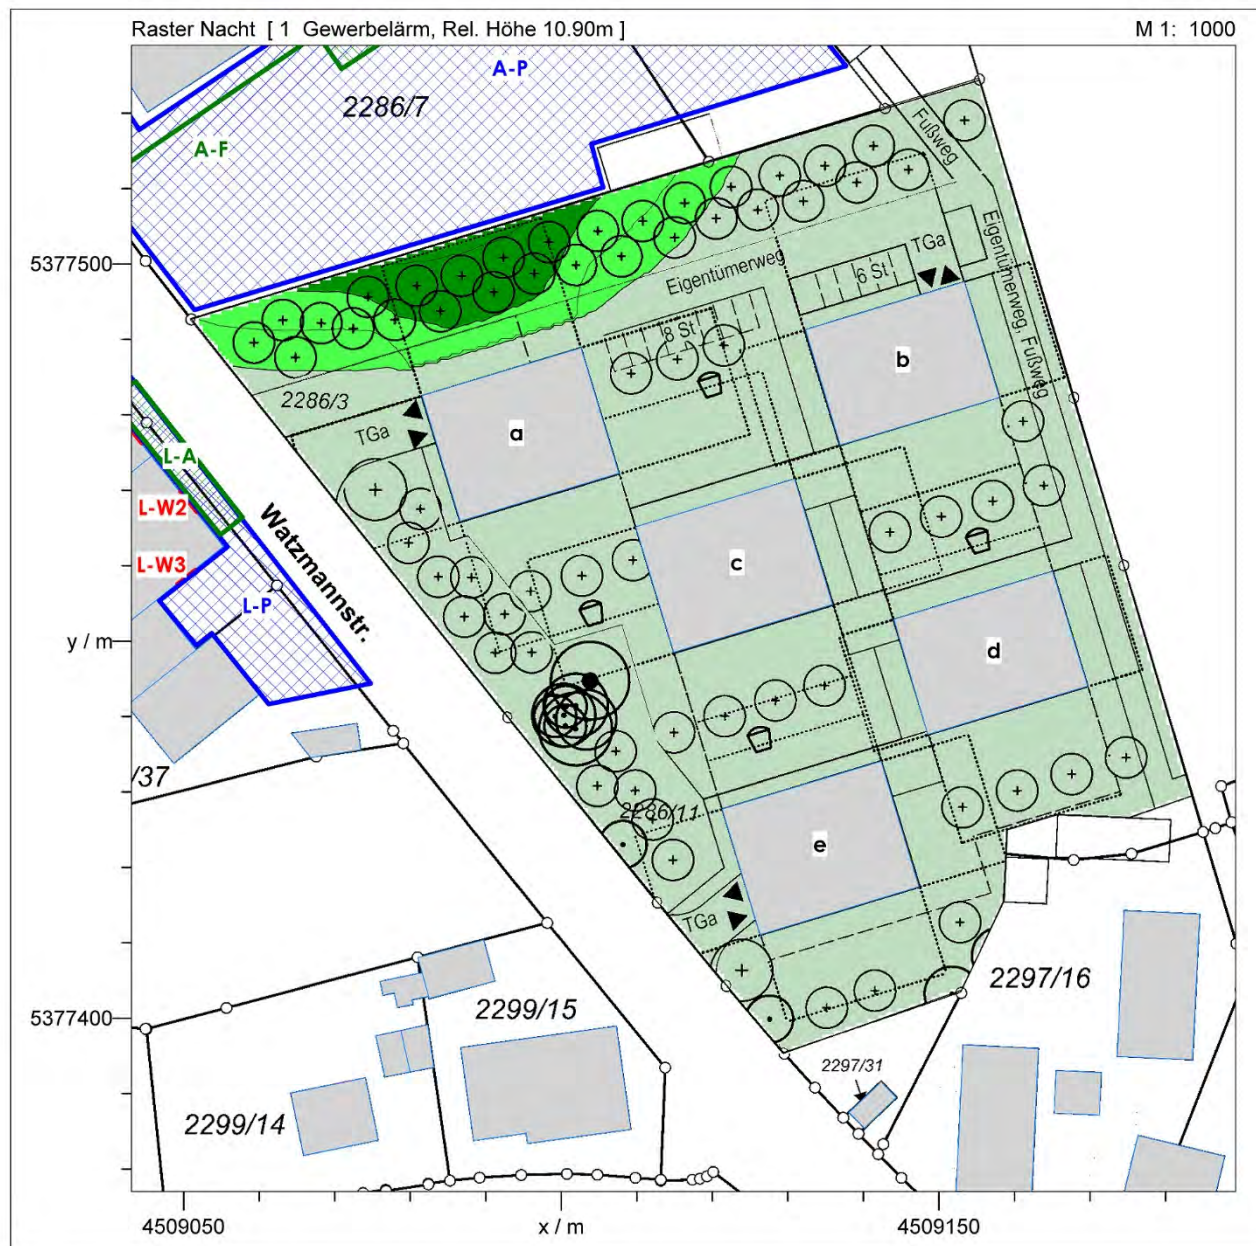 Raster Nacht [ 1 Gewerbelärm, Rel. Höhe 10.90m ]
M 1: 1000
A-P
2286/7
A-F
Fußweg
TGa
Eigentümerweg, Fußweg
5377500
Eigentümerweg
6 St
8 St
b
2286/3
a
TGa
L-A
L-W2
Watzmannstr.
L-W3
c
L-P
y / m
d
/37
2286/11
e
TGa
2297/16
2299/15
5377400
2297/31
2299/14
4509050
x / m
4509150